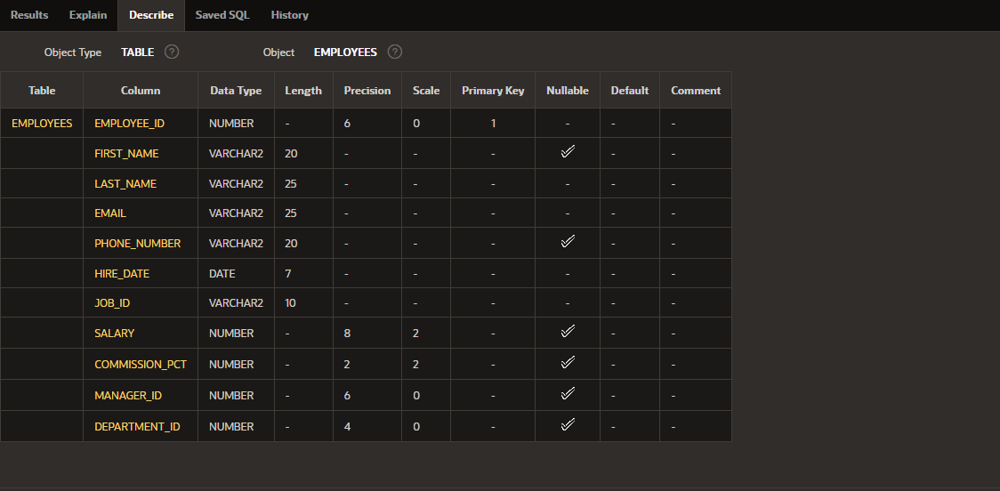 Results Explain Describe Saved SQL History
Object Type TABLE ? Object EMPLOYEES ?
Table Column Data Type Length Precision Scale Primary Key Nullable Default Comment
EMPLOYEES EMPLOYEE_ID NUMBER - 6 0 1 - - -
FIRST_NAME VARCHAR2 20 - - - ✓ - -
LAST_NAME VARCHAR2 25 - - - - - -
EMAIL VARCHAR2 25 - - - - - -
PHONE_NUMBER VARCHAR2 20 - - - ✓ - -
HIRE_DATE DATE 7 - - - - - -
JOB_ID VARCHAR2 10 - - - - - -
SALARY NUMBER - 8 2 - ✓ - -
COMMISSION_PCT NUMBER - 2 2 - ✓ - -
MANAGER_ID NUMBER - 6 0 - ✓ - -
DEPARTMENT_ID NUMBER - 4 0 - ✓ - -